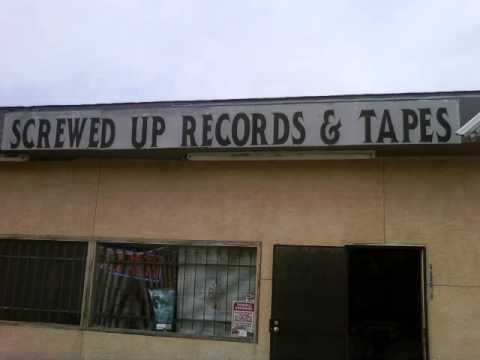 SCREWED UP RECORDS & TAPES